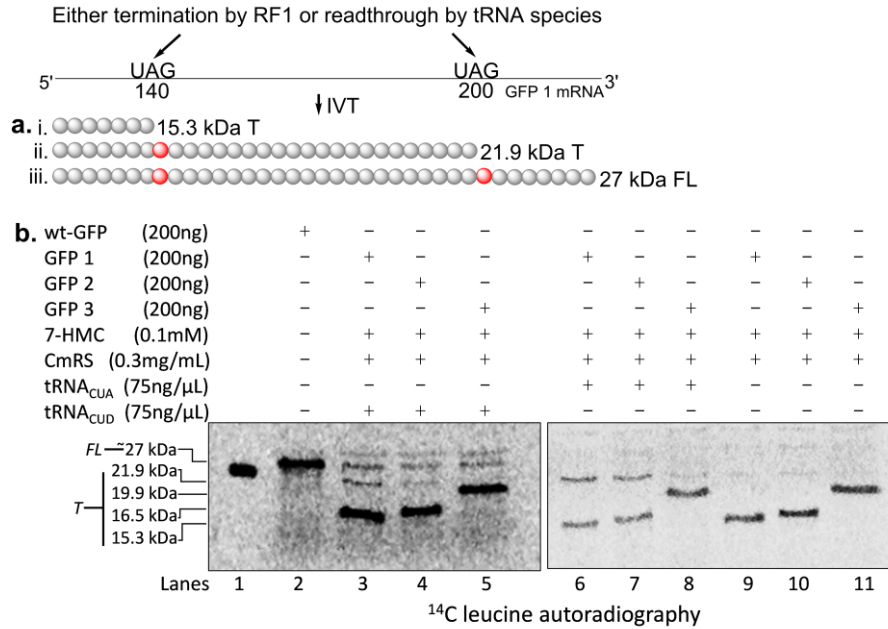 Either termination by RF1 or readthrough by tRNA species
UAG UAG
5' 140 200 GFP 1 mRNA 3'
IVT
a. i. 15.3 kDa T
ii. 21.9 kDa T
iii. 27 kDa FL
b. wt-GFP (200ng) + – – – – – – – – –
GFP 1 (200ng) – + – – + – – + – –
GFP 2 (200ng) – – + – – + – – + –
GFP 3 (200ng) – – – + – – + – – +
7-HMC (0.1mM) – + + + + + + + + +
CmRS (0.3mg/mL) – + + + + + + + + +
tRNACUA (75ng/µL) – – – – + + + – – –
tRNACUD (75ng/µL) – + + + – – – – – –
FL ~27 kDa
21.9 kDa
19.9 kDa
T
16.5 kDa
15.3 kDa
Lanes 1 2 3 4 5 6 7 8 9 10 11
14C leucine autoradiography